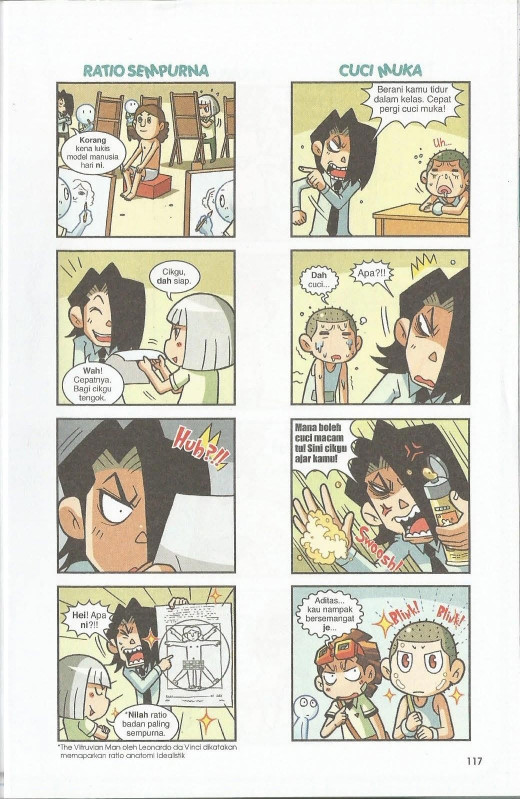 RATIO SEMPURNA
Korang
kena lukis
model manusia
hari ni.
Cikgu,
dah siap.
Wah!
Cepatnya.
Bagi cikgu
tengok.
Huh?!!
Hei! Apa
ni?!!
*Nilah ratio
badan paling
sempurna.
*The Vitruvian Man oleh Leonardo da Vinci dikatakan
memaparkan ratio anatomi idealistik
CUCI MUKA
Berani kamu tidur
dalam kelas. Cepat
pergi cuci muka!
Uh...
Dah
cuci...
Apa?!!
Mana boleh
cuci macam
tu! Sini cikgu
ajar kamu!
Swoosh!
Aditas...
kau nampak
bersemangat
je...
Plink!
Plink!
117